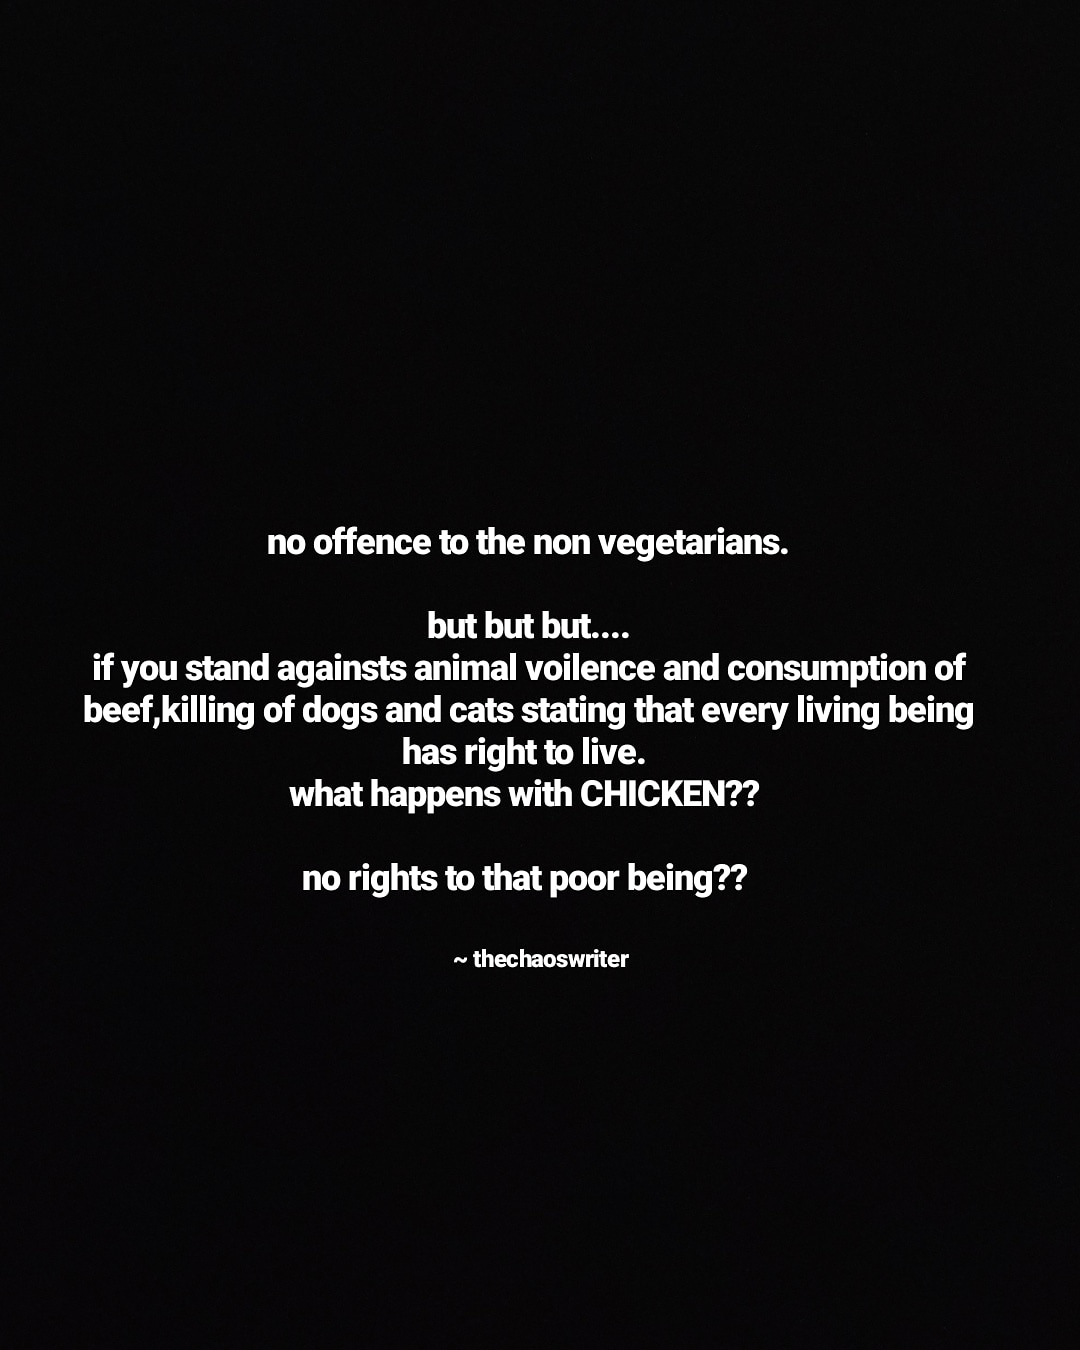 no offence to the non vegetarians.
but but but....
if you stand againsts animal voilence and consumption of
beef,killing of dogs and cats stating that every living being
has right to live.
what happens with CHICKEN??
no rights to that poor being??
~ thechaoswriter